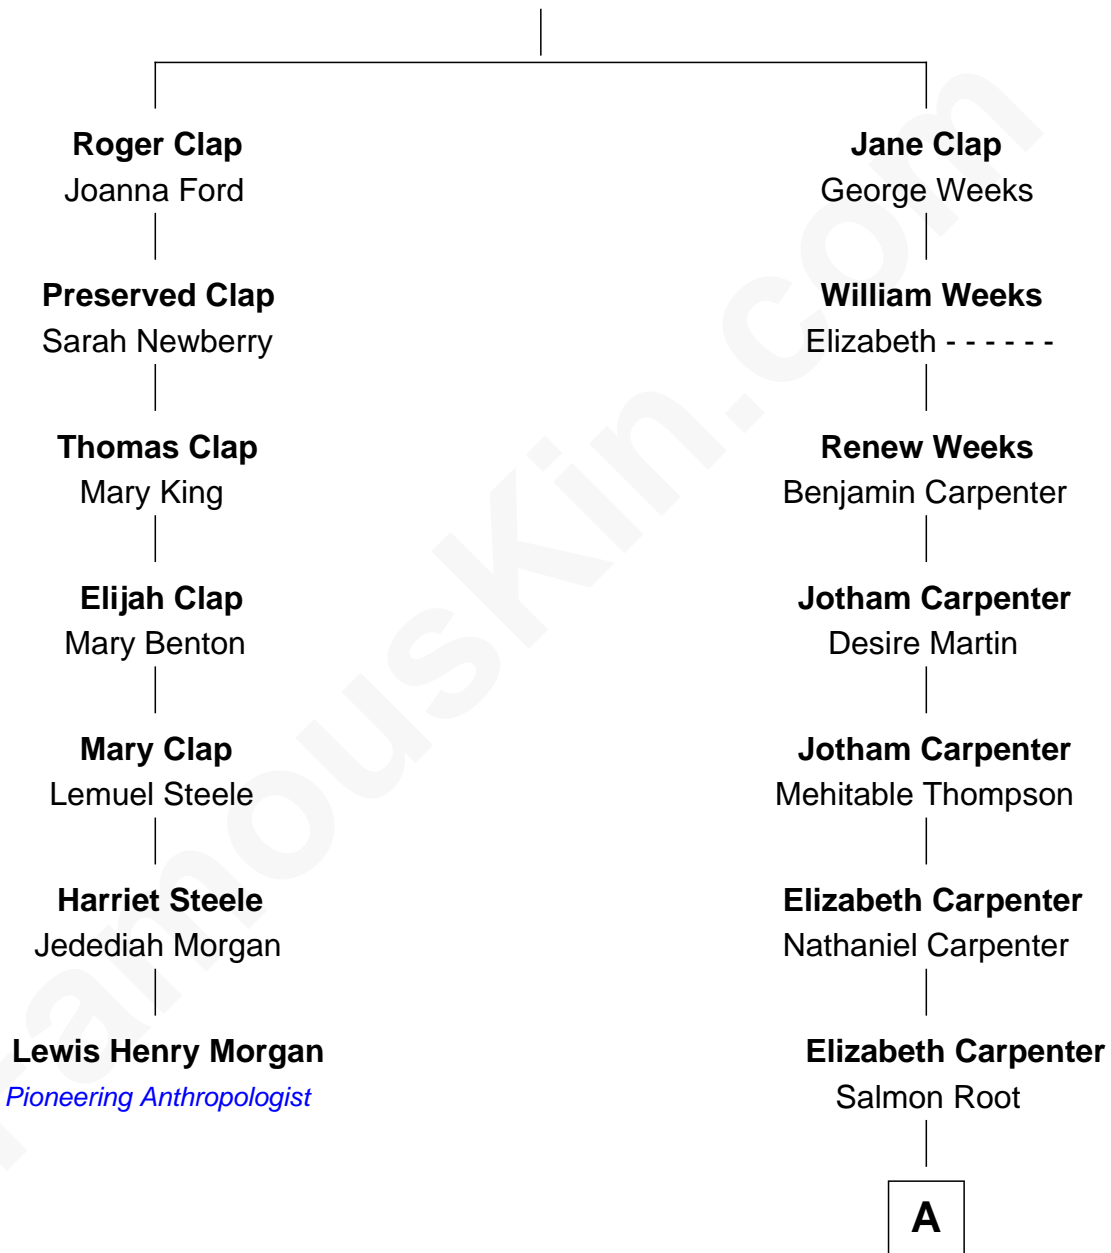 Roger Clap
Joanna Ford
Jane Clap
George Weeks
Preserved Clap
Sarah Newberry
William Weeks
Elizabeth - - - - - -
Thomas Clap
Mary King
Renew Weeks
Benjamin Carpenter
Elijah Clap
Mary Benton
Jotham Carpenter
Desire Martin
Mary Clap
Lemuel Steele
Jotham Carpenter
Mehitable Thompson
Harriet Steele
Jedediah Morgan
Elizabeth Carpenter
Nathaniel Carpenter
Lewis Henry Morgan
Pioneering Anthropologist
Elizabeth Carpenter
Salmon Root
A
FamousKin.com